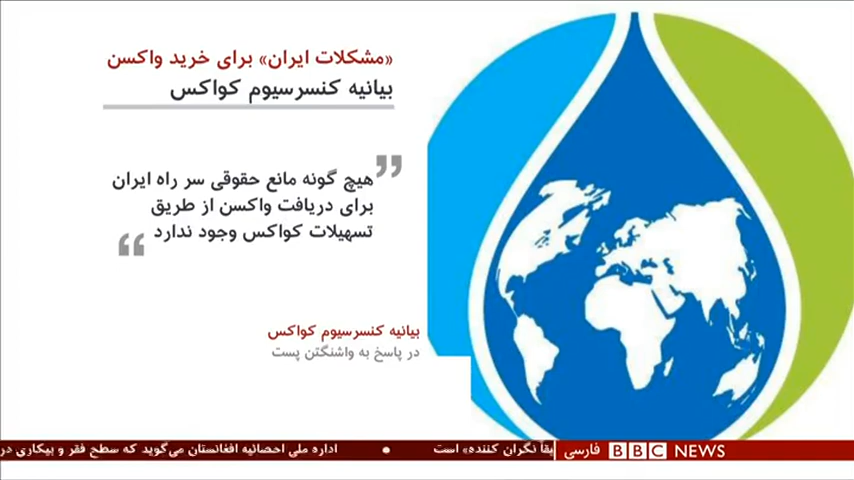 «مشکلات ایران» برای خرید واکسن
بیانیه کنسرسیوم کواکس
”هیچ گونه مانع حقوقی سر راه ایران
برای دریافت واکسن از طریق
تسهیلات کواکس وجود ندارد“
بیانیه کنسرسیوم کواکس
در پاسخ به واشنگتن پست
BBC NEWS فارسی
نگران کننده» است • اداره ملی احصائیه افغانستان می‌گوید که سطح فقر و بیکاری در